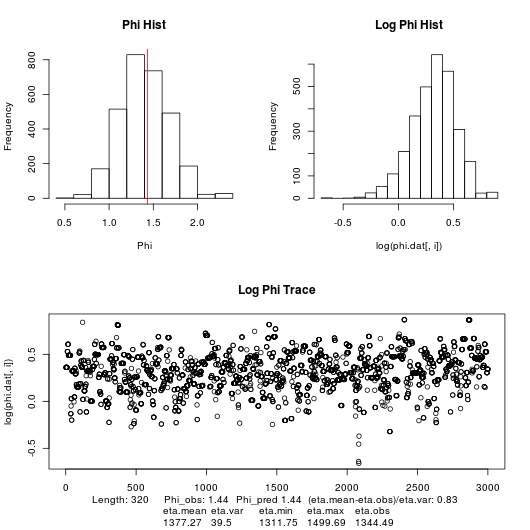 Phi Hist
Frequency
0 200 400 600 800
0.5 1.0 1.5 2.0
Phi
Log Phi Hist
Frequency
0 100 300 500
-0.5 0.0 0.5
log(phi.dat[, i])
Log Phi Trace
log(phi.dat[, i])
-0.5 0.0 0.5
0 500 1000 1500 2000 2500 3000
Length: 320 Phi_obs: 1.44 Phi_pred 1.44 (eta.mean-eta.obs)/eta.var: 0.83
eta.mean eta.var eta.min eta.max eta.obs
1377.27 39.5 1311.75 1499.69 1344.49